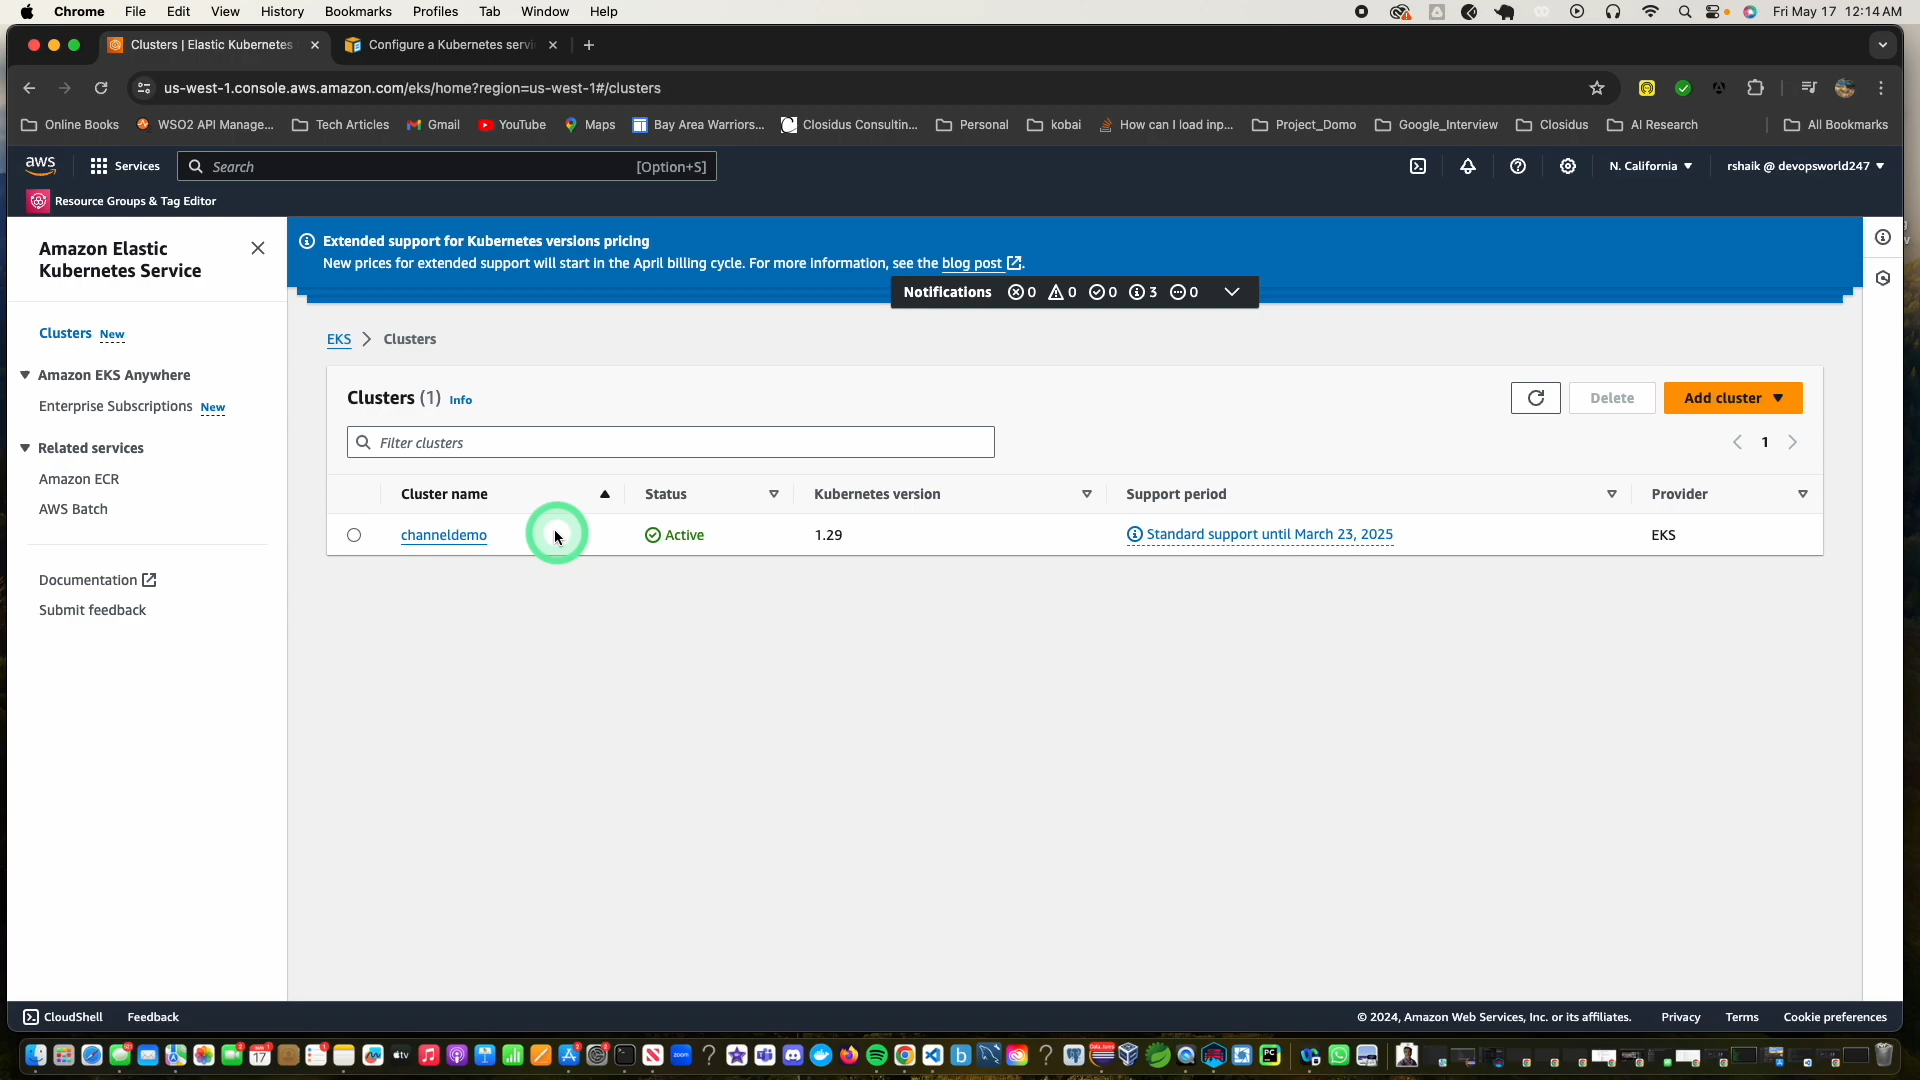 Chrome File Edit View History Bookmarks Profiles Tab Window Help Fri May 17 12:14 AM
Clusters | Elastic Kubernetes Configure a Kubernetes servi
us-west-1.console.aws.amazon.com/eks/home?region=us-west-1#/clusters
Online Books WSO2 API Manage... Tech Articles Gmail YouTube Maps Bay Area Warriors... Closidus Consultin... Personal kobai How can I load inp... Project_Domo Google_Interview Closidus AI Research All Bookmarks
aws Services Search [Option+S] N. California rshaik @ devopsworld247
Resource Groups & Tag Editor
Amazon Elastic
Kubernetes Service
Clusters New
Amazon EKS Anywhere
Enterprise Subscriptions New
Related services
Amazon ECR
AWS Batch
Documentation
Submit feedback
Extended support for Kubernetes versions pricing
New prices for extended support will start in the April billing cycle. For more information, see the blog post.
Notifications 0 0 0 3 0
EKS Clusters
Clusters (1) Info Delete Add cluster
Filter clusters 1
Cluster name Status Kubernetes version Support period Provider
channeldemo Active 1.29 Standard support until March 23, 2025 EKS
CloudShell Feedback © 2024, Amazon Web Services, Inc. or its affiliates. Privacy Terms Cookie preferences
17 tv zoom PC